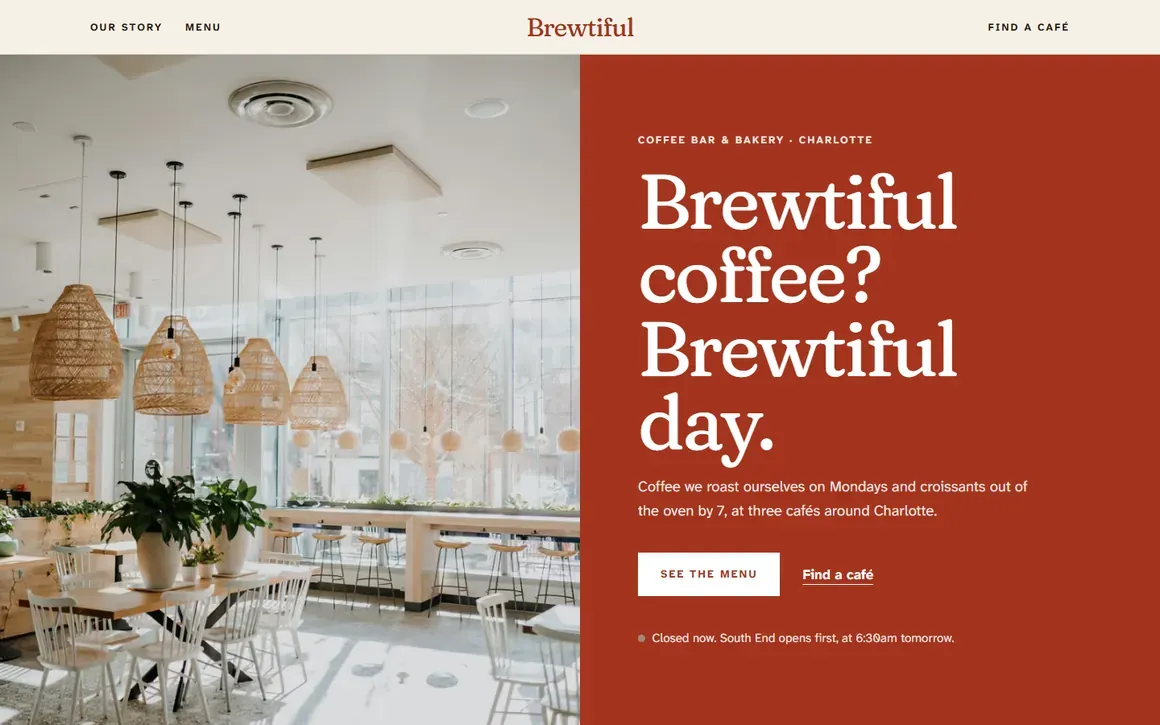 OUR STORY
MENU
Brewtiful
FIND A CAFÉ
COFFEE BAR & BAKERY · CHARLOTTE
Brewtiful
coffee?
Brewtiful
day.
Coffee we roast ourselves on Mondays and croissants out of
the oven by 7, at three cafés around Charlotte.
SEE THE MENU
Find a café
Closed now. South End opens first, at 6:30am tomorrow.